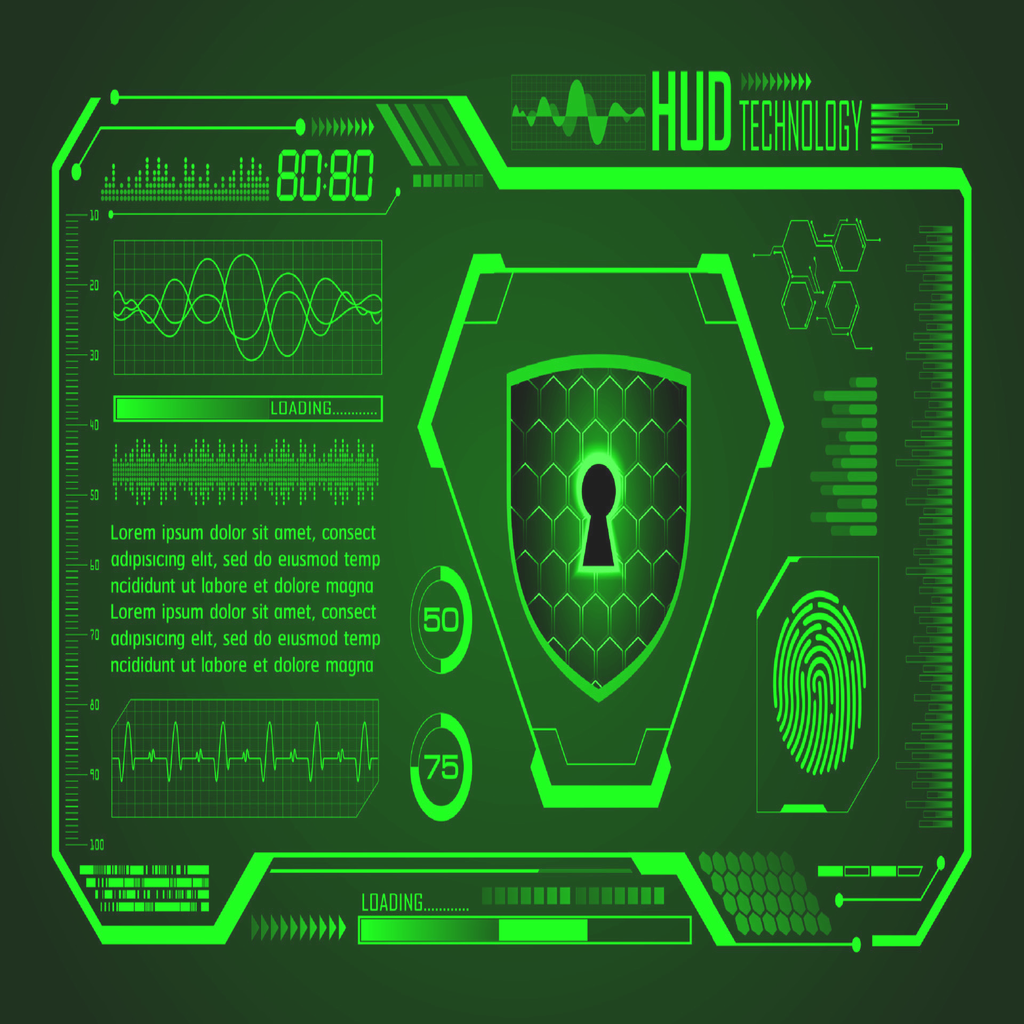 HUD TECHNOLOGY
80:80
10
20
30
40
50
60
70
80
90
100
LOADING............
Lorem ipsum dolor sit amet, consect
adipisicing elit, sed do eiusmod temp
ncididunt ut labore et dolore magna
Lorem ipsum dolor sit amet, consect
adipisicing elit, sed do eiusmod temp
ncididunt ut labore et dolore magna
50
75
LOADING............